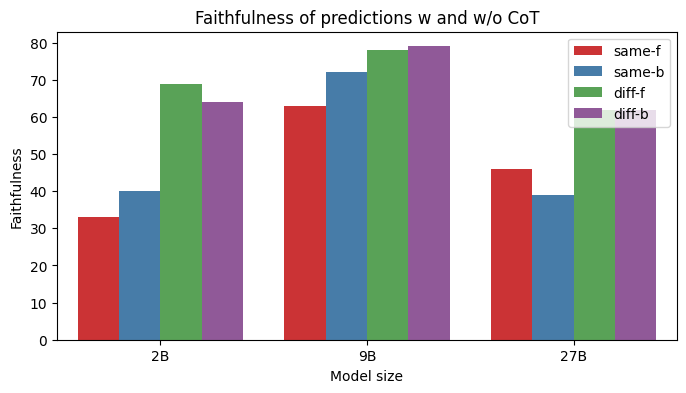 Faithfulness of predictions w and w/o CoT
same-f
same-b
diff-f
diff-b
Faithfulness
80
70
60
50
40
30
20
10
0
2B
9B
27B
Model size